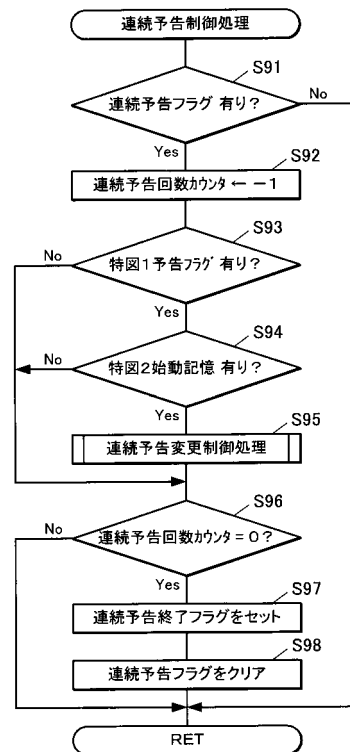 連続予告制御処理
S91
連続予告フラグ 有り？
No
Yes
S92
連続予告回数カウンタ ← －1
S93
No
特図1予告フラグ 有り？
Yes
S94
No
特図2始動記憶 有り？
Yes
S95
連続予告変更制御処理
S96
No
連続予告回数カウンタ = 0？
Yes
S97
連続予告終了フラグをセット
S98
連続予告フラグをクリア
RET